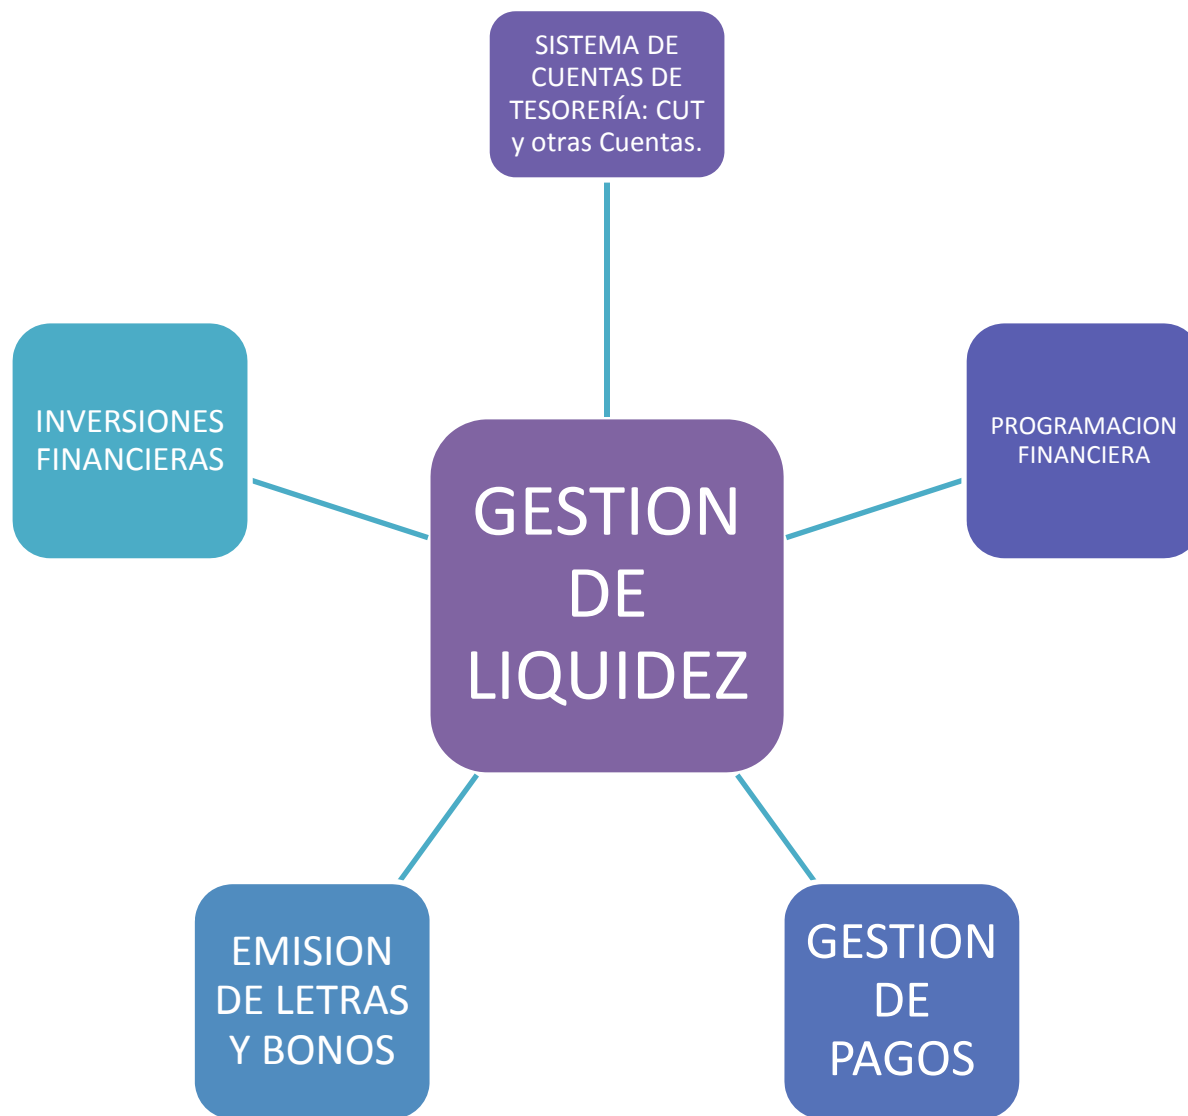 SISTEMA DE
CUENTAS DE
TESORERÍA: CUT
y otras Cuentas.
INVERSIONES
FINANCIERAS
PROGRAMACION
FINANCIERA
GESTION
DE
LIQUIDEZ
EMISION
DE LETRAS
Y BONOS
GESTION
DE
PAGOS